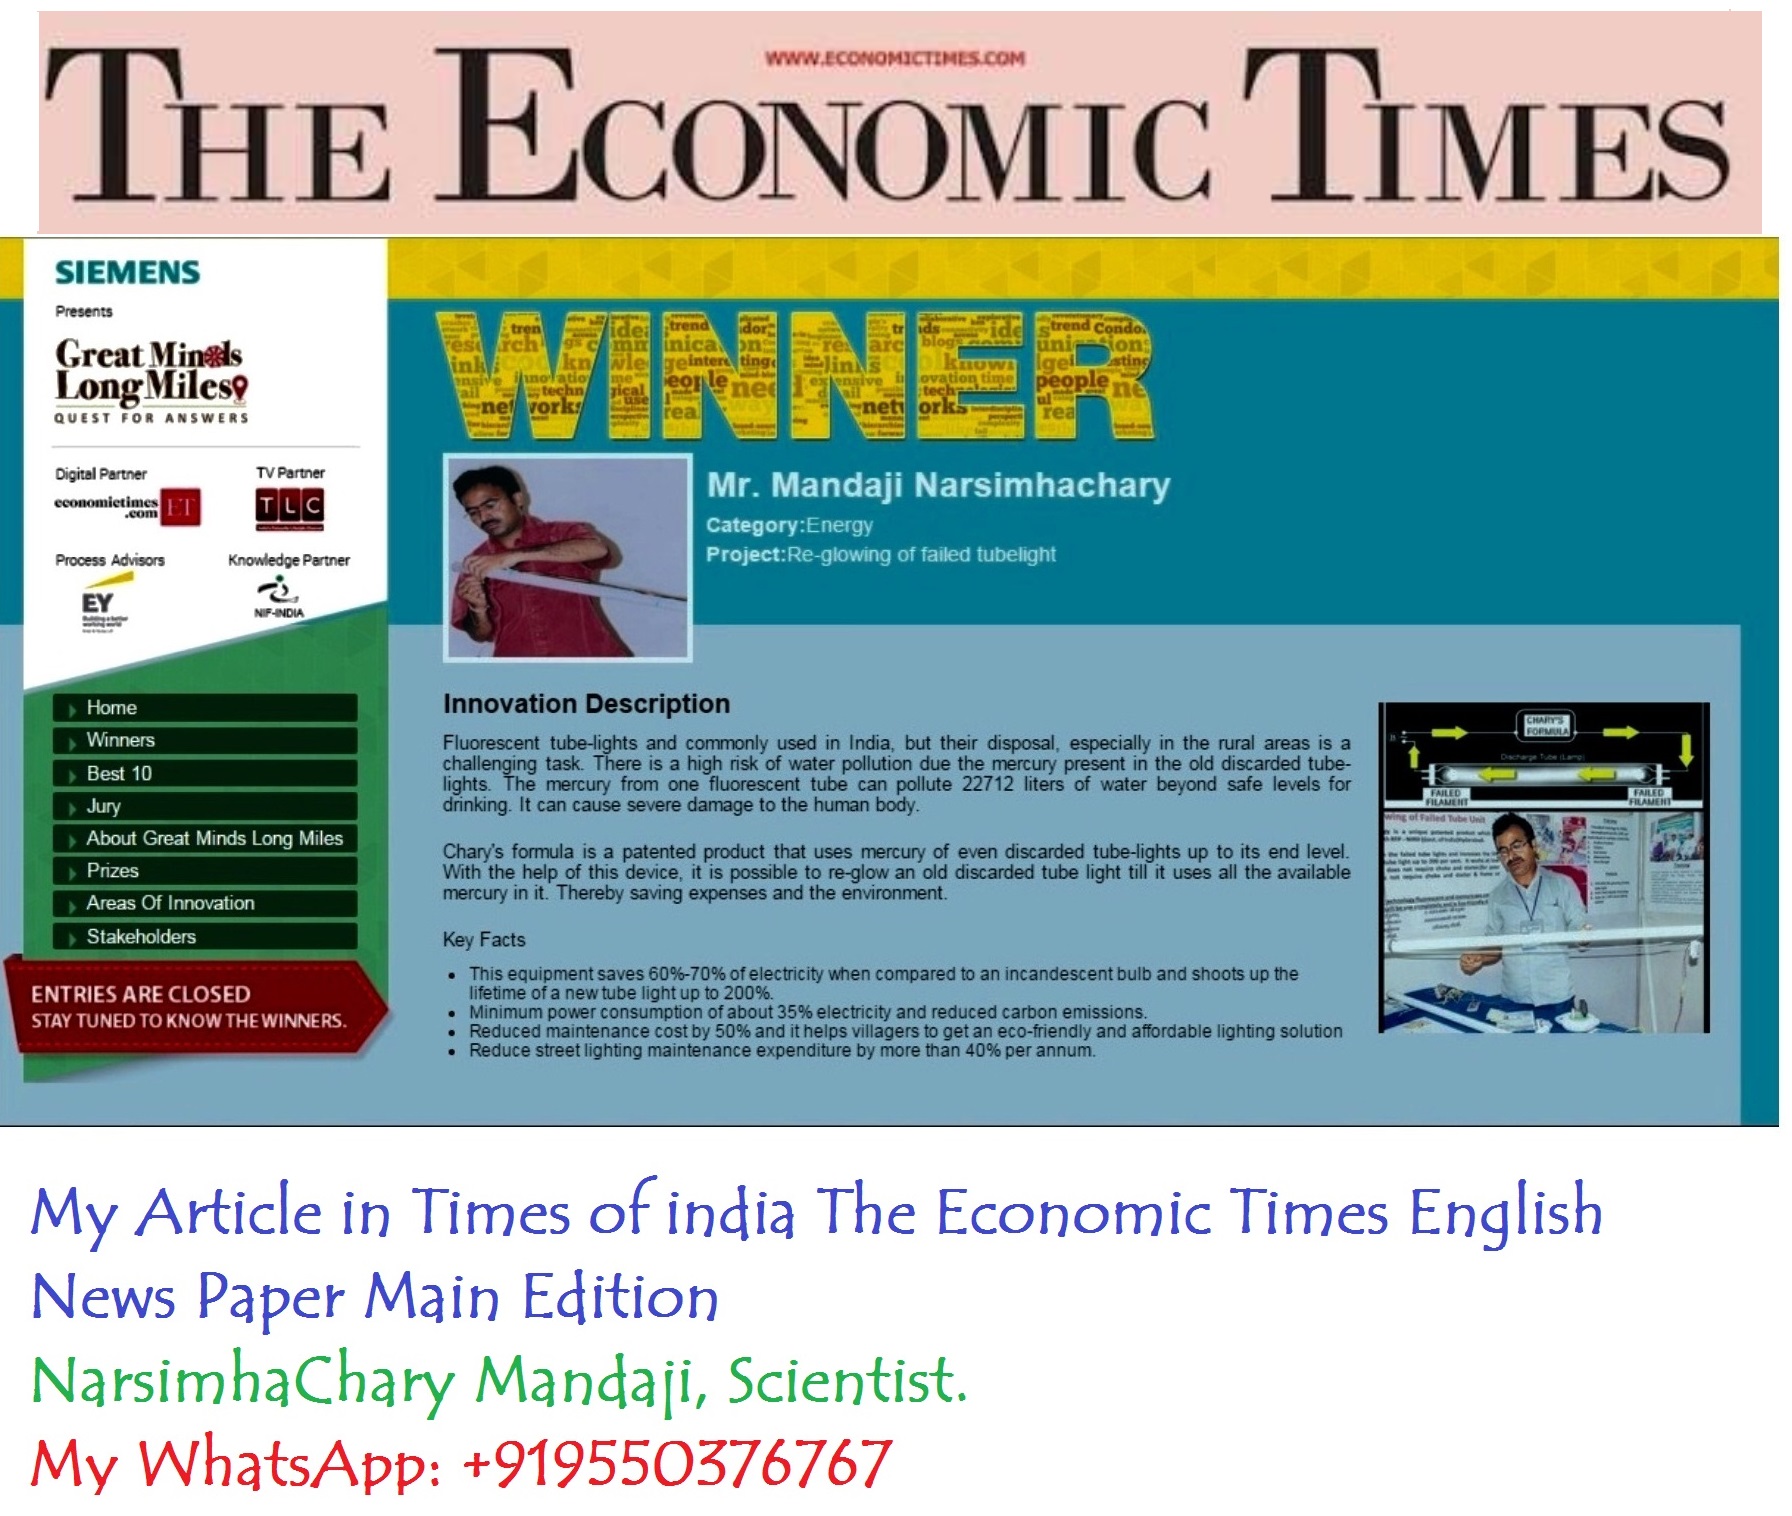 WWW.ECONOMICTIMES.COM
THE ECONOMIC TIMES
SIEMENS
Presents
Great Minds
Long Miles
QUEST FOR ANSWERS
Digital Partner
TV Partner
economictimes
.com
ET
TLC
Process Advisors
Knowledge Partner
EY
Building a better
working world
NIF-INDIA
Home
Winners
Best 10
Jury
About Great Minds Long Miles
Prizes
Areas Of Innovation
Stakeholders
ENTRIES ARE CLOSED
STAY TUNED TO KNOW THE WINNERS.
WINNER
Mr. Mandaji Narsimhachary
Category:Energy
Project:Re-glowing of failed tubelight
Innovation Description
Fluorescent tube-lights and commonly used in India, but their disposal, especially in the rural areas is a
challenging task. There is a high risk of water pollution due the mercury present in the old discarded tube-
lights. The mercury from one fluorescent tube can pollute 22712 liters of water beyond safe levels for
drinking. It can cause severe damage to the human body.
Chary's formula is a patented product that uses mercury of even discarded tube-lights up to its end level.
With the help of this device, it is possible to re-glow an old discarded tube light till it uses all the available
mercury in it. Thereby saving expenses and the environment.
Key Facts
• This equipment saves 60%-70% of electricity when compared to an incandescent bulb and shoots up the
lifetime of a new tube light up to 200%.
• Minimum power consumption of about 35% electricity and reduced carbon emissions.
• Reduced maintenance cost by 50% and it helps villagers to get an eco-friendly and affordable lighting solution
• Reduce street lighting maintenance expenditure by more than 40% per annum.
CHARY'S
FORMULA
Discharge Tube (Lamp)
FAILED
FILAMENT
FAILED
FILAMENT
wing of Failed Tube Unit
My Article in Times of india The Economic Times English
News Paper Main Edition
NarsimhaChary Mandaji, Scientist.
My WhatsApp: +919550376767